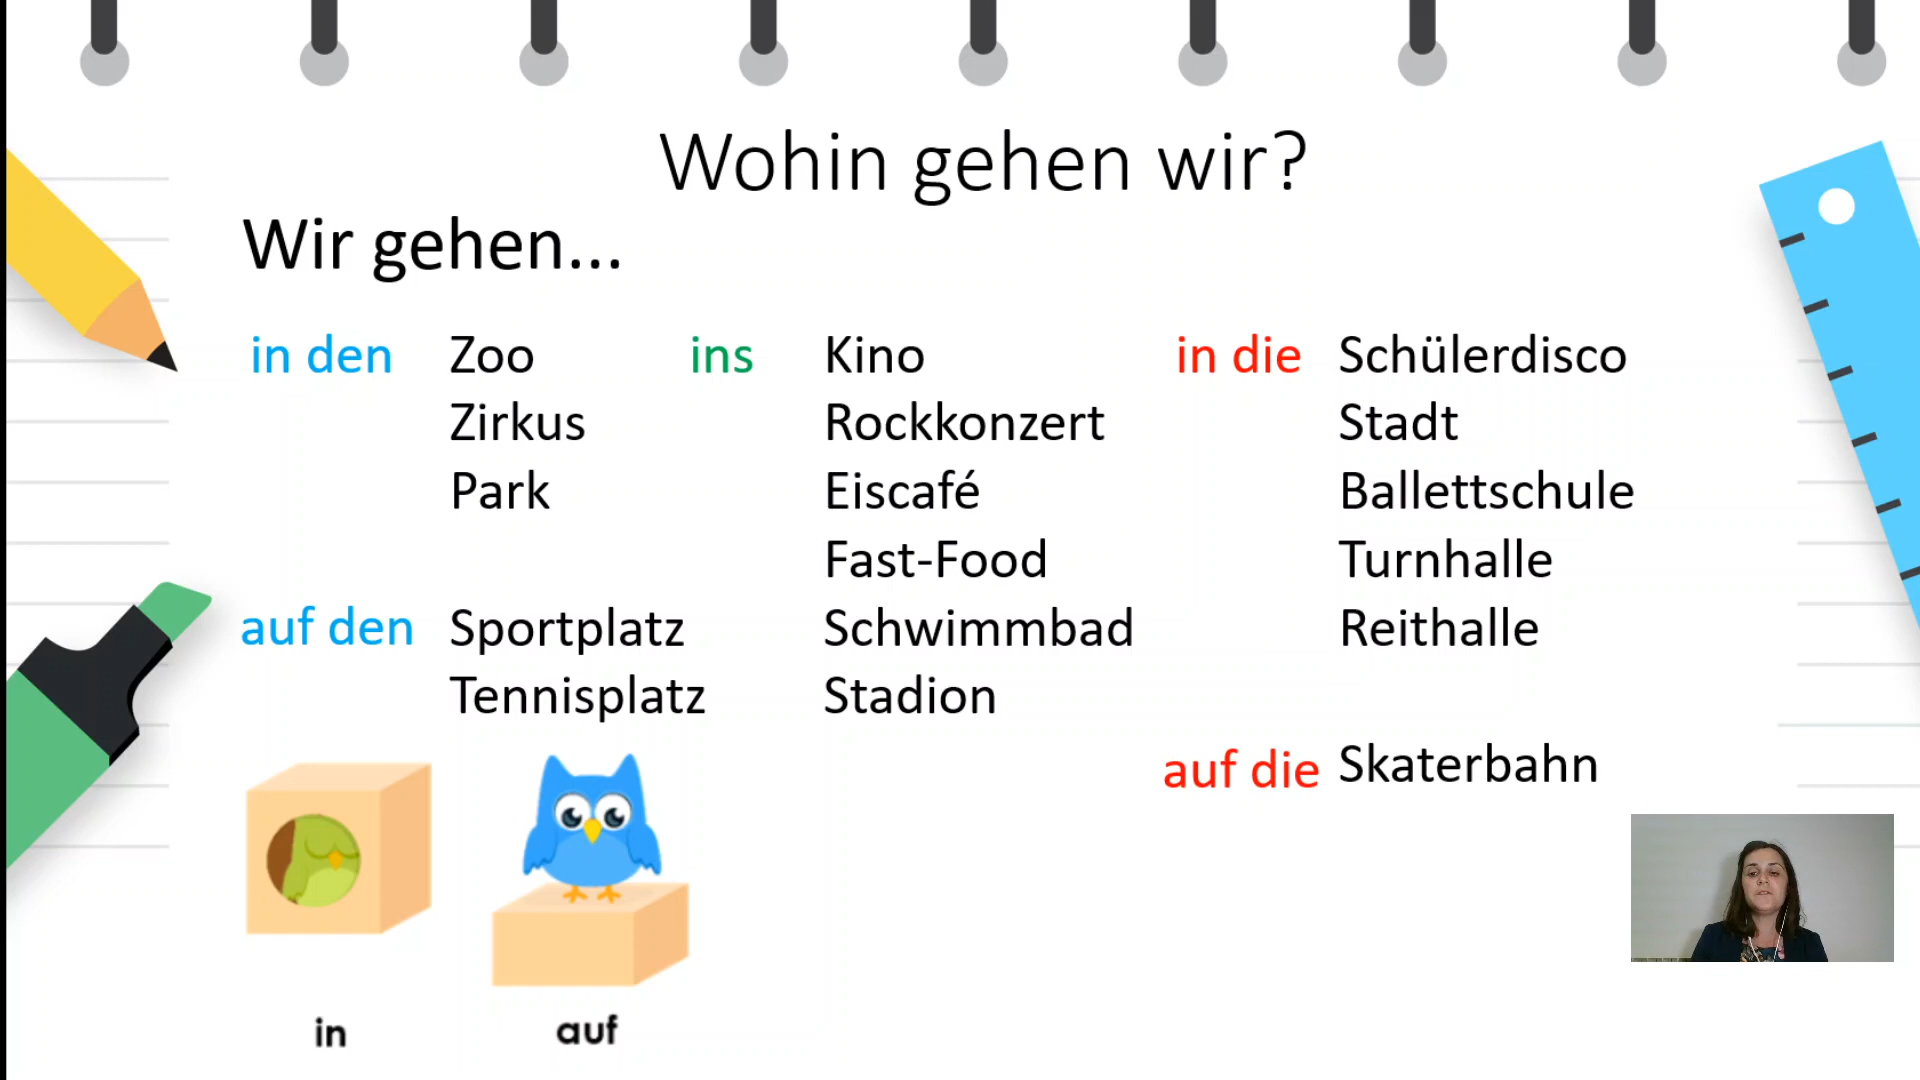 Wohin gehen wir?
Wir gehen...
in den Zoo ins Kino in die Schülerdisco
Zirkus Rockkonzert Stadt
Park Eiscafé Ballettschule
Fast-Food Turnhalle
auf den Sportplatz Schwimmbad Reithalle
Tennisplatz Stadion
auf die Skaterbahn
in auf